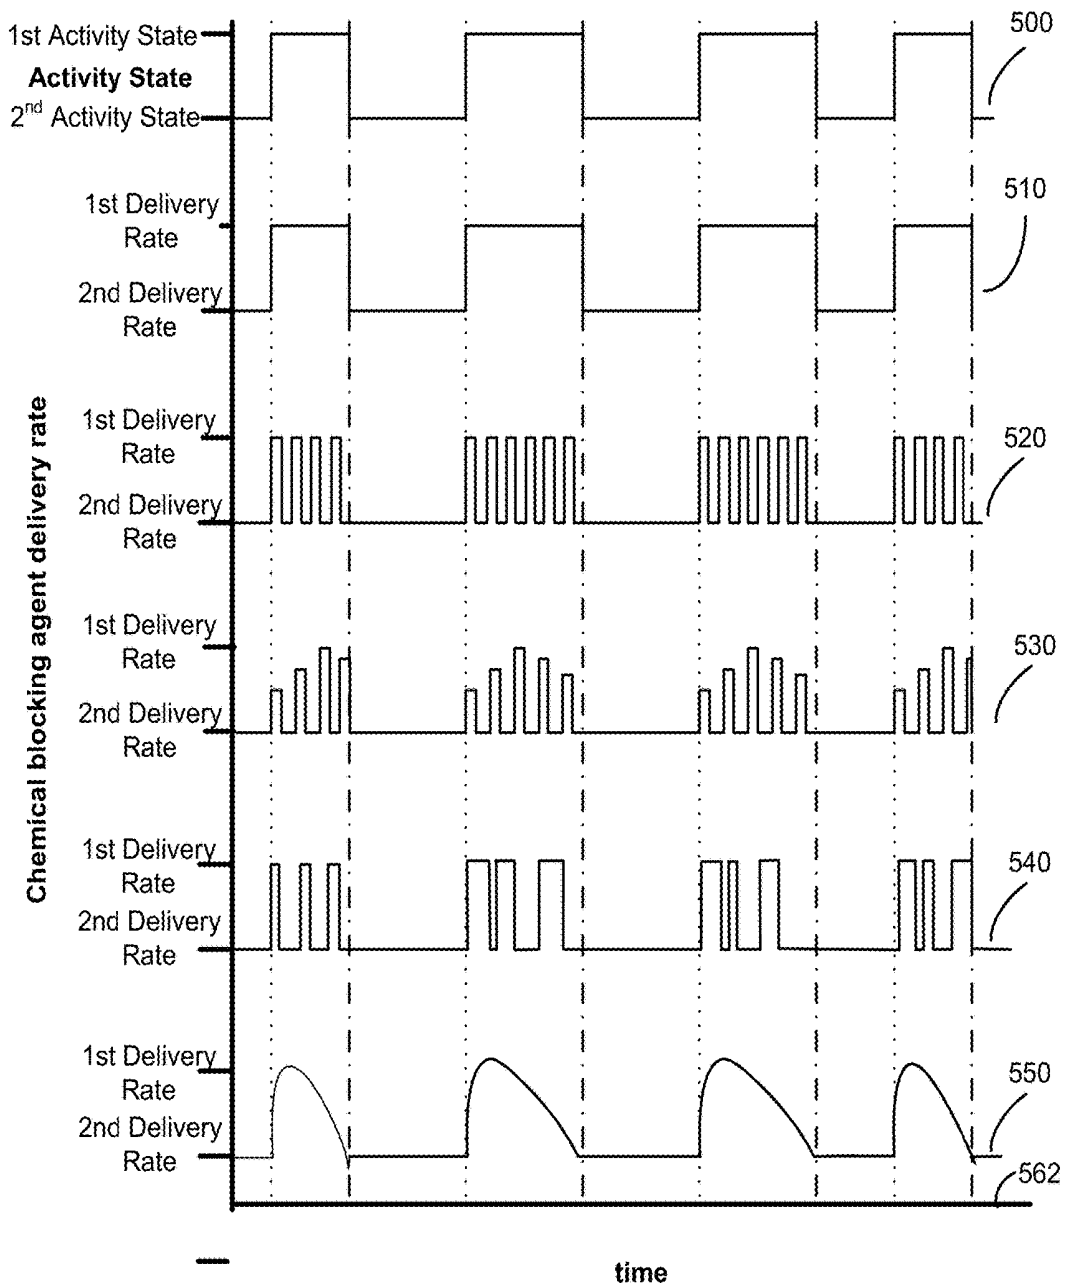 1st Activity State
500
Activity State
2nd Activity State
510
1st Delivery
Rate
2nd Delivery
Rate
Chemical blocking agent delivery rate
1st Delivery
Rate
520
2nd Delivery
Rate
1st Delivery
Rate
530
2nd Delivery
Rate
1st Delivery
Rate
540
2nd Delivery
Rate
1st Delivery
Rate
550
2nd Delivery
Rate
562
time